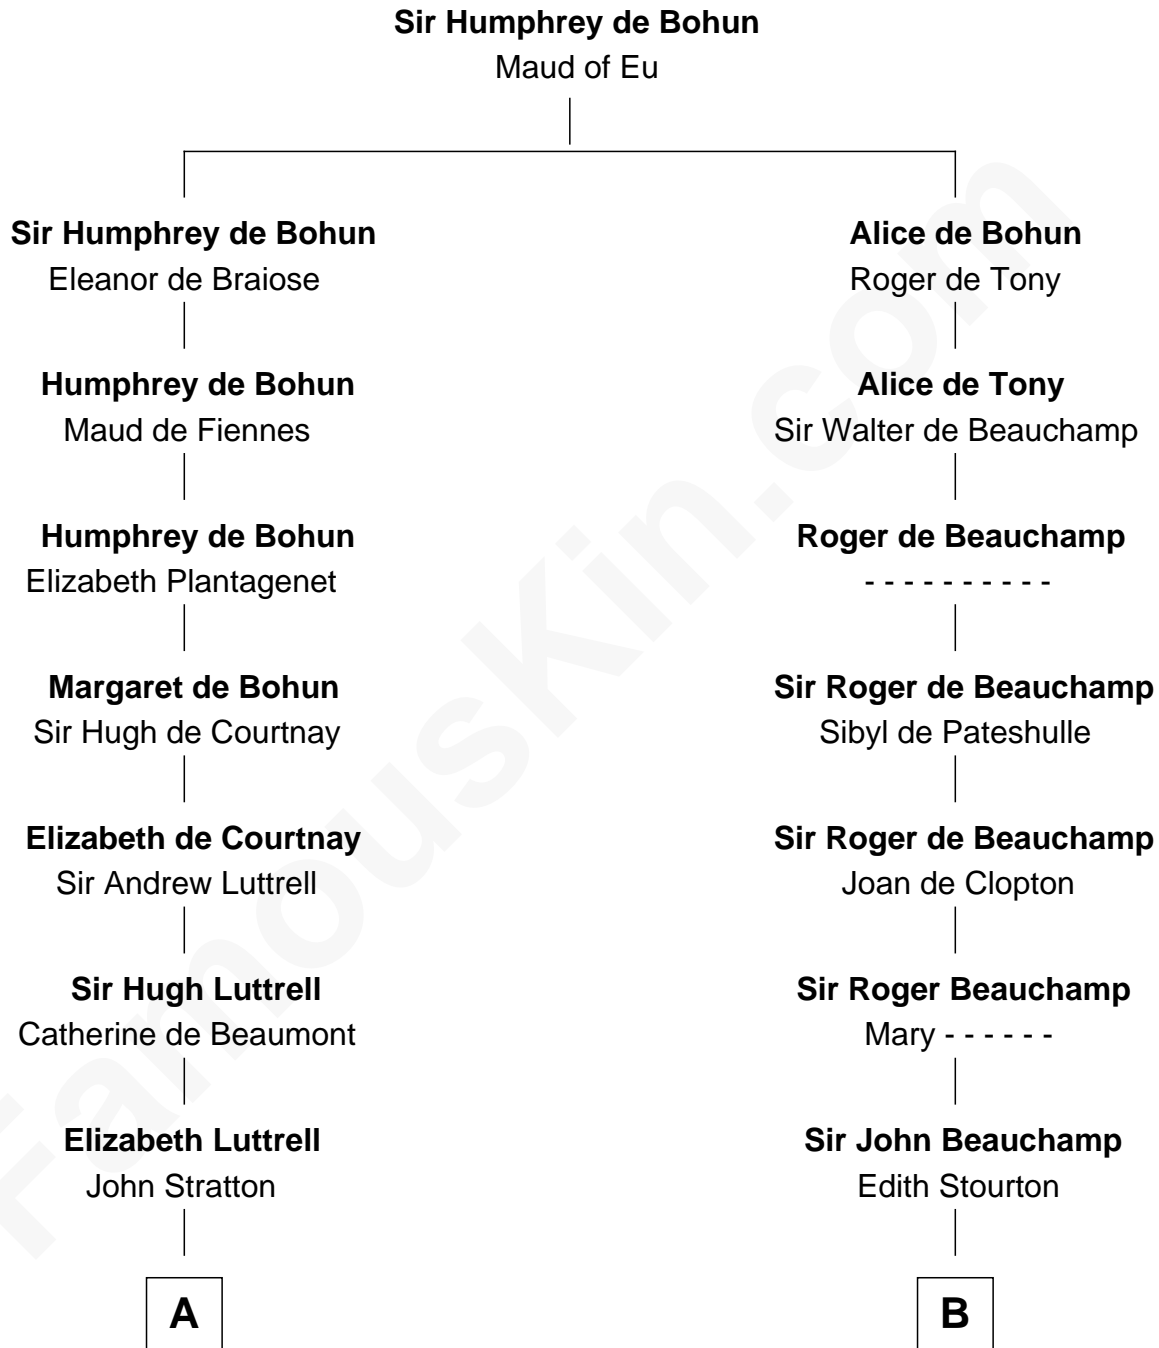 Sir Humphrey de Bohun
Maud of Eu
Sir Humphrey de Bohun
Eleanor de Braiose
Alice de Bohun
Roger de Tony
Humphrey de Bohun
Maud de Fiennes
Alice de Tony
Sir Walter de Beauchamp
Humphrey de Bohun
Elizabeth Plantagenet
Roger de Beauchamp
- - - - - - - - - -
Margaret de Bohun
Sir Hugh de Courtnay
Sir Roger de Beauchamp
Sibyl de Pateshulle
Elizabeth de Courtnay
Sir Andrew Luttrell
Sir Roger de Beauchamp
Joan de Clopton
Sir Hugh Luttrell
Catherine de Beaumont
Sir Roger Beauchamp
Mary - - - - - -
Elizabeth Luttrell
John Stratton
Sir John Beauchamp
Edith Stourton
A
B
FamousKin.com